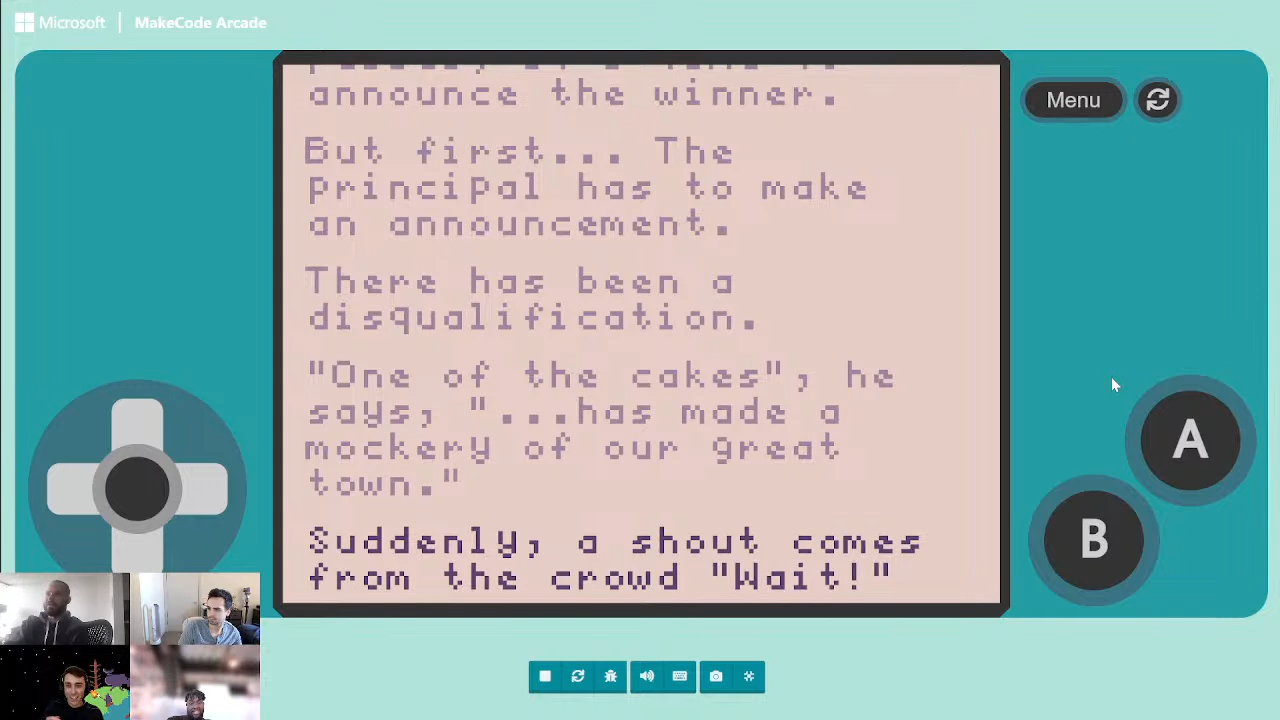 Microsoft | MakeCode Arcade
Menu
announce the winner.
But first... The
principal has to make
an announcement.
There has been a
disqualification.
"One of the cakes", he
says, "...has made a
mockery of our great
town."
Suddenly, a shout comes
from the crowd "Wait!"
A
B